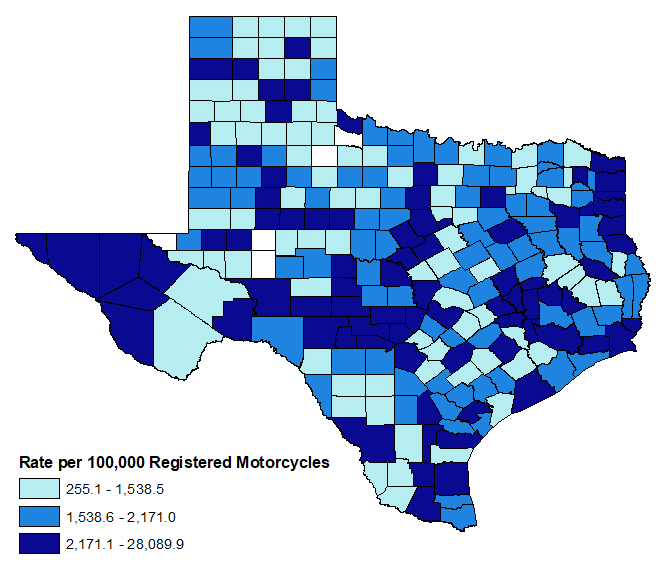 Rate per 100,000 Registered Motorcycles
255.1 - 1,538.5
1,538.6 - 2,171.0
2,171.1 - 28,089.9